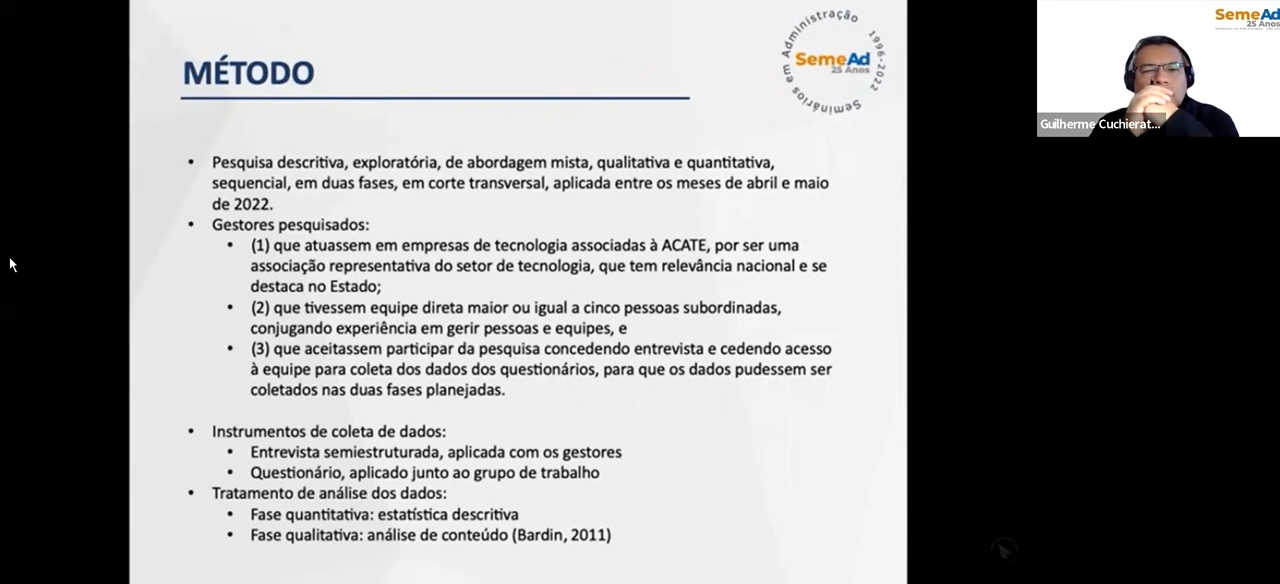 MÉTODO
Seminários em Administração 1996-2022
SemeAd
25 Anos
• Pesquisa descritiva, exploratória, de abordagem mista, qualitativa e quantitativa,
sequencial, em duas fases, em corte transversal, aplicada entre os meses de abril e maio
de 2022.
• Gestores pesquisados:
• (1) que atuassem em empresas de tecnologia associadas à ACATE, por ser uma
associação representativa do setor de tecnologia, que tem relevância nacional e se
destaca no Estado;
• (2) que tivessem equipe direta maior ou igual a cinco pessoas subordinadas,
conjugando experiência em gerir pessoas e equipes, e
• (3) que aceitassem participar da pesquisa concedendo entrevista e cedendo acesso
à equipe para coleta dos dados dos questionários, para que os dados pudessem ser
coletados nas duas fases planejadas.
• Instrumentos de coleta de dados:
• Entrevista semiestruturada, aplicada com os gestores
• Questionário, aplicado junto ao grupo de trabalho
• Tratamento de análise dos dados:
• Fase quantitativa: estatística descritiva
• Fase qualitativa: análise de conteúdo (Bardin, 2011)
SemeAd
25 Anos
Guilherme Cuchierat...